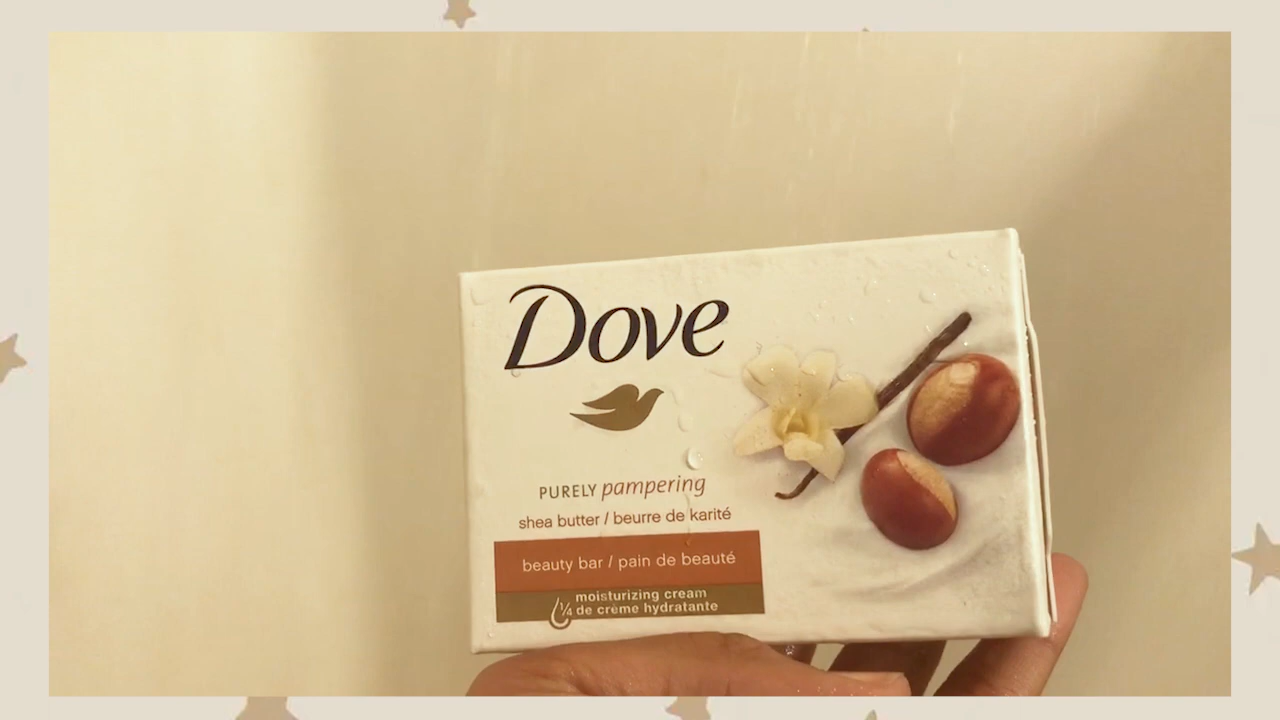 Dove
PURELY pampering
shea butter / beurre de karité
beauty bar / pain de beauté
1/4 moisturizing cream
de crème hydratante